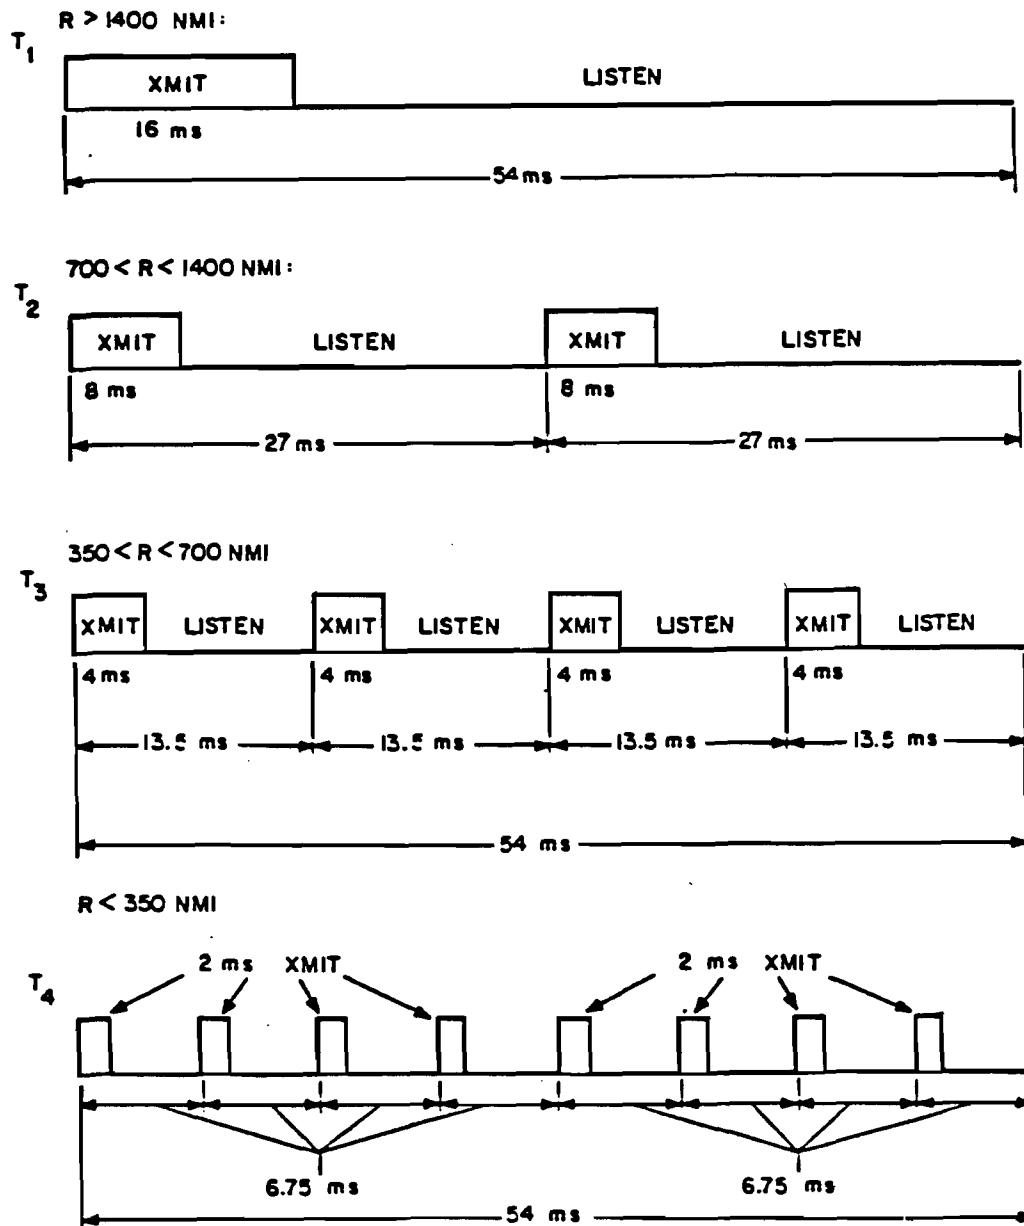 R > 1400 NMI:
T1
XMIT LISTEN
16 ms
54 ms
700 < R < 1400 NMI:
T2
XMIT LISTEN XMIT LISTEN
8 ms 8 ms
27 ms 27 ms
350 < R < 700 NMI
T3
XMIT LISTEN XMIT LISTEN XMIT LISTEN XMIT LISTEN
4 ms 4 ms 4 ms 4 ms
13.5 ms 13.5 ms 13.5 ms 13.5 ms
54 ms
R < 350 NMI
2 ms XMIT 2 ms XMIT
T4
6.75 ms 6.75 ms
54 ms